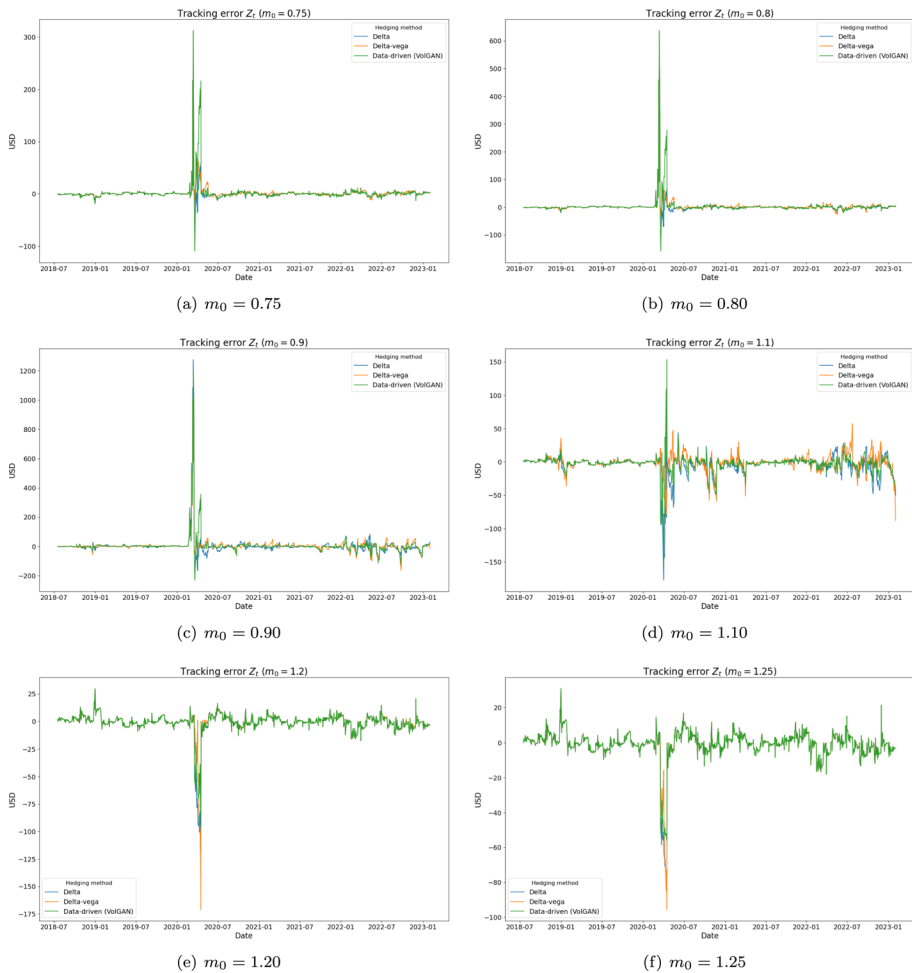 Tracking error Z_t (m_0 = 0.75)
USD
300
200
100
0
−100
Hedging method
Delta
Delta-vega
Data-driven (VolGAN)
2018-07 2019-01 2019-07 2020-01 2020-07 2021-01 2021-07 2022-01 2022-07 2023-01
Date
(a) m_0 = 0.75
Tracking error Z_t (m_0 = 0.8)
USD
600
500
400
300
200
100
0
−100
Hedging method
Delta
Delta-vega
Data-driven (VolGAN)
2018-07 2019-01 2019-07 2020-01 2020-07 2021-01 2021-07 2022-01 2022-07 2023-01
Date
(b) m_0 = 0.80
Tracking error Z_t (m_0 = 0.9)
USD
1200
1000
800
600
400
200
0
−200
Hedging method
Delta
Delta-vega
Data-driven (VolGAN)
2018-07 2019-01 2019-07 2020-01 2020-07 2021-01 2021-07 2022-01 2022-07 2023-01
Date
(c) m_0 = 0.90
Tracking error Z_t (m_0 = 1.1)
USD
150
100
50
0
−50
−100
−150
Hedging method
Delta
Delta-vega
Data-driven (VolGAN)
2018-07 2019-01 2019-07 2020-01 2020-07 2021-01 2021-07 2022-01 2022-07 2023-01
Date
(d) m_0 = 1.10
Tracking error Z_t (m_0 = 1.2)
USD
25
0
−25
−50
−75
−100
−125
−150
−175
Hedging method
Delta
Delta-vega
Data-driven (VolGAN)
2018-07 2019-01 2019-07 2020-01 2020-07 2021-01 2021-07 2022-01 2022-07 2023-01
Date
(e) m_0 = 1.20
Tracking error Z_t (m_0 = 1.25)
USD
20
0
−20
−40
−60
−80
−100
Hedging method
Delta
Delta-vega
Data-driven (VolGAN)
2018-07 2019-01 2019-07 2020-01 2020-07 2021-01 2021-07 2022-01 2022-07 2023-01
Date
(f) m_0 = 1.25